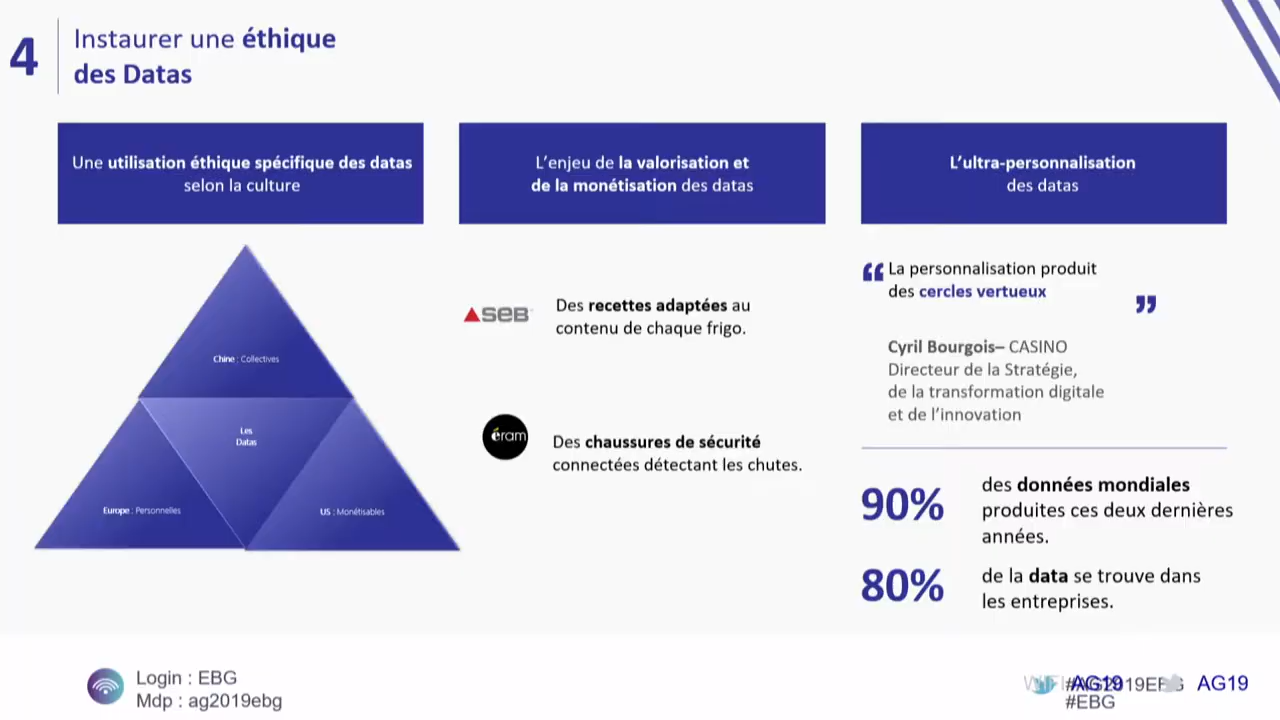 4
Instaurer une éthique
des Datas
Une utilisation éthique spécifique des datas
selon la culture
L'enjeu de la valorisation et
de la monétisation des datas
L'ultra-personnalisation
des datas
Chine : Collectives
Les
Datas
Europe : Personnelles
US : Monétisables
SEB
Des recettes adaptées au
contenu de chaque frigo.
éram
Des chaussures de sécurité
connectées détectant les chutes.
“ La personnalisation produit
des cercles vertueux ”
Cyril Bourgois– CASINO
Directeur de la Stratégie,
de la transformation digitale
et de l'innovation
90%
des données mondiales
produites ces deux dernières
années.
80%
de la data se trouve dans
les entreprises.
Login : EBG
Mdp : ag2019ebg
AG19
#EBG
AG19